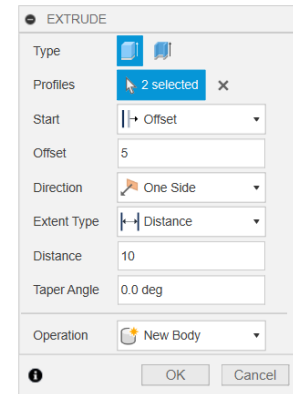 EXTRUDE
Type
Profiles 2 selected
Start Offset
Offset 5
Direction One Side
Extent Type Distance
Distance 10
Taper Angle 0.0 deg
Operation New Body
OK Cancel